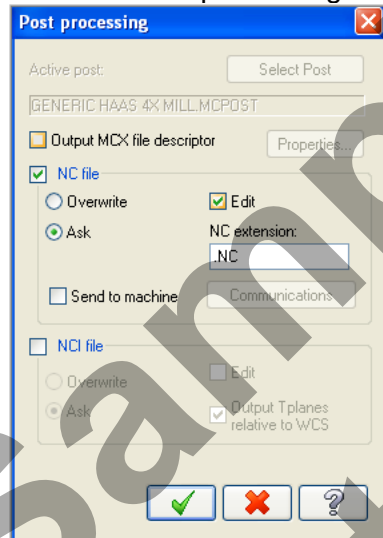 Post processing
Active post:
Select Post
GENERIC HAAS 4X MILL.MCPOST
Output MCX file descriptor
Properties...
NC file
Overwrite
Edit
Ask
NC extension:
.NC
Send to machine
Communications
NCI file
Overwrite
Edit
Ask
Output Tplanes
relative to WCS